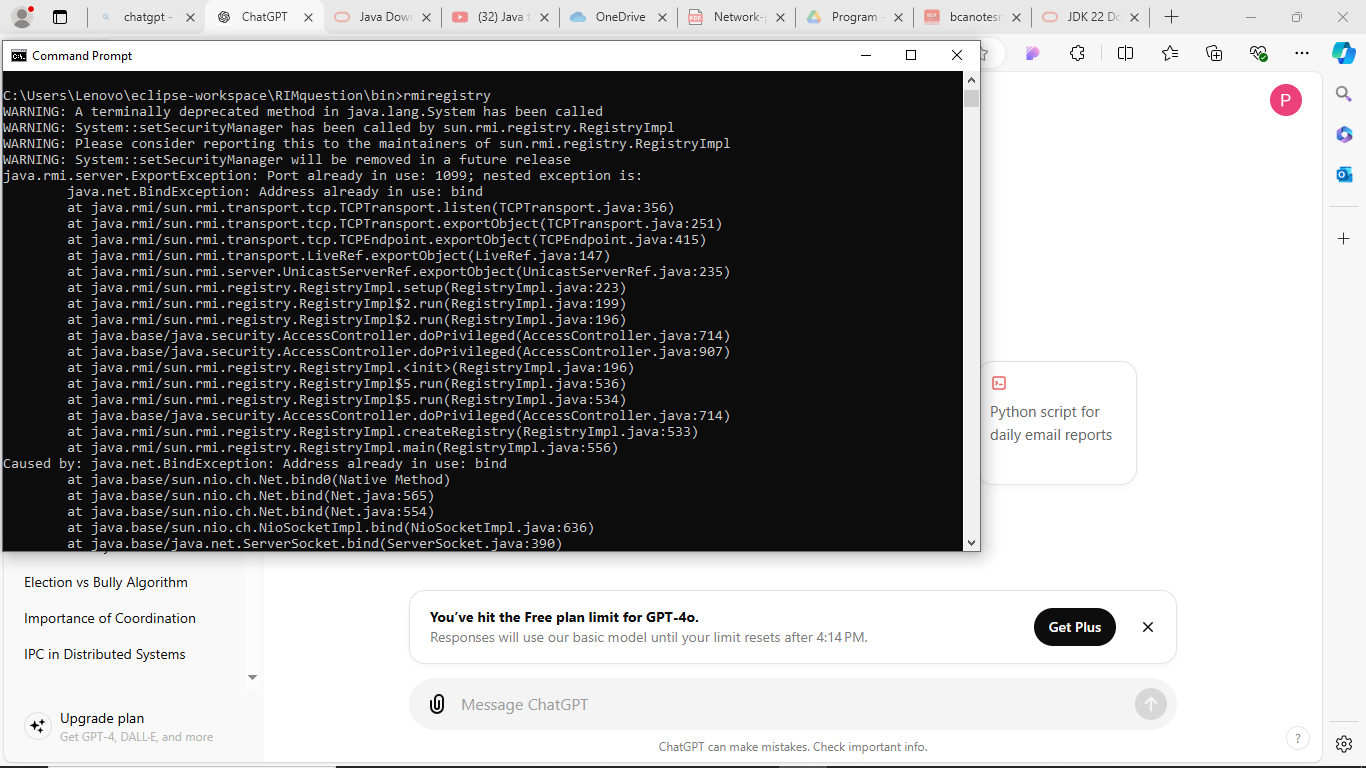 chatgpt -
ChatGPT
Java Dow
(32) Java t
OneDrive
Network-
Program
bcanotes
JDK 22 Do
Command Prompt
C:\Users\Lenovo\eclipse-workspace\RIMquestion\bin>rmiregistry
WARNING: A terminally deprecated method in java.lang.System has been called
WARNING: System::setSecurityManager has been called by sun.rmi.registry.RegistryImpl
WARNING: Please consider reporting this to the maintainers of sun.rmi.registry.RegistryImpl
WARNING: System::setSecurityManager will be removed in a future release
java.rmi.server.ExportException: Port already in use: 1099; nested exception is:
java.net.BindException: Address already in use: bind
at java.rmi/sun.rmi.transport.tcp.TCPTransport.listen(TCPTransport.java:356)
at java.rmi/sun.rmi.transport.tcp.TCPTransport.exportObject(TCPTransport.java:251)
at java.rmi/sun.rmi.transport.tcp.TCPEndpoint.exportObject(TCPEndpoint.java:415)
at java.rmi/sun.rmi.transport.LiveRef.exportObject(LiveRef.java:147)
at java.rmi/sun.rmi.server.UnicastServerRef.exportObject(UnicastServerRef.java:235)
at java.rmi/sun.rmi.registry.RegistryImpl.setup(RegistryImpl.java:223)
at java.rmi/sun.rmi.registry.RegistryImpl$2.run(RegistryImpl.java:199)
at java.rmi/sun.rmi.registry.RegistryImpl$2.run(RegistryImpl.java:196)
at java.base/java.security.AccessController.doPrivileged(AccessController.java:714)
at java.base/java.security.AccessController.doPrivileged(AccessController.java:907)
at java.rmi/sun.rmi.registry.RegistryImpl.<init>(RegistryImpl.java:196)
at java.rmi/sun.rmi.registry.RegistryImpl$5.run(RegistryImpl.java:536)
at java.rmi/sun.rmi.registry.RegistryImpl$5.run(RegistryImpl.java:534)
at java.base/java.security.AccessController.doPrivileged(AccessController.java:714)
at java.rmi/sun.rmi.registry.RegistryImpl.createRegistry(RegistryImpl.java:533)
at java.rmi/sun.rmi.registry.RegistryImpl.main(RegistryImpl.java:556)
Caused by: java.net.BindException: Address already in use: bind
at java.base/sun.nio.ch.Net.bind0(Native Method)
at java.base/sun.nio.ch.Net.bind(Net.java:565)
at java.base/sun.nio.ch.Net.bind(Net.java:554)
at java.base/sun.nio.ch.NioSocketImpl.bind(NioSocketImpl.java:636)
at java.base/java.net.ServerSocket.bind(ServerSocket.java:390)
P
Python script for
daily email reports
Election vs Bully Algorithm
Importance of Coordination
IPC in Distributed Systems
Upgrade plan
Get GPT-4, DALL·E, and more
You've hit the Free plan limit for GPT-4o.
Responses will use our basic model until your limit resets after 4:14 PM.
Get Plus
Message ChatGPT
ChatGPT can make mistakes. Check important info.
?